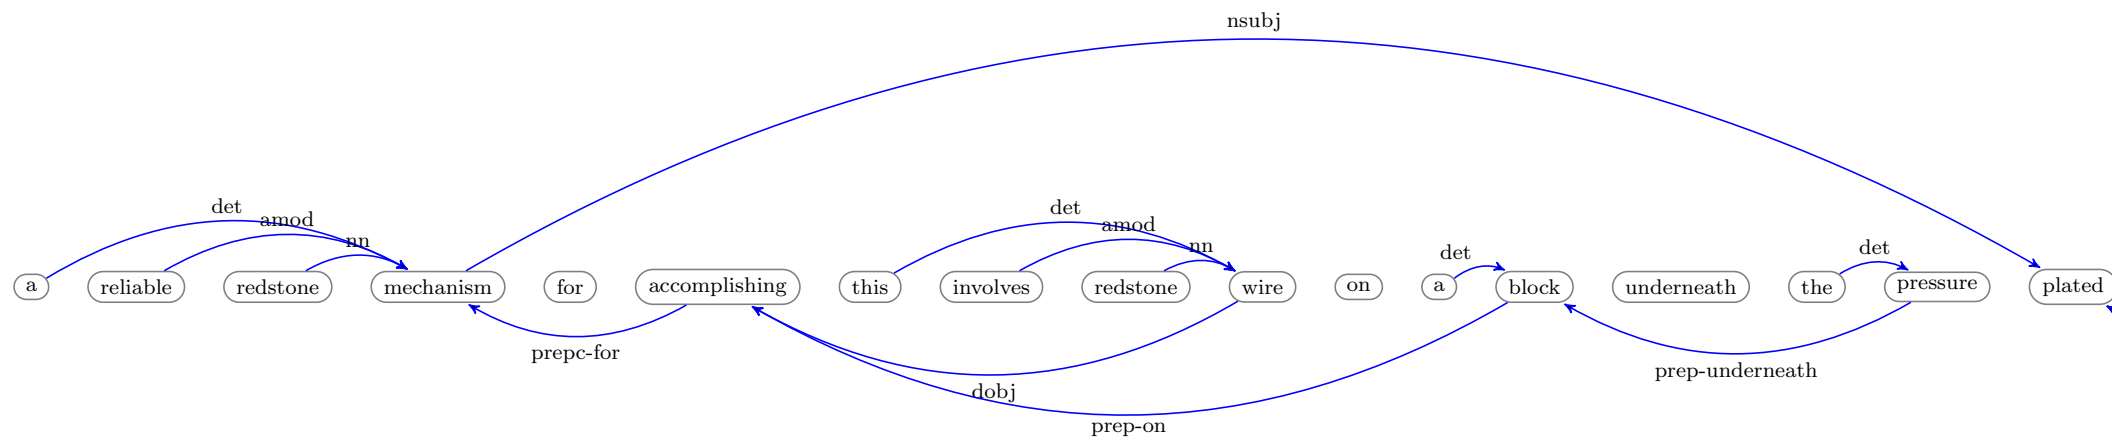 nsubj
det amod nn det amod nn det det
a reliable redstone mechanism for accomplishing this involves redstone wire on a block underneath the pressure plated
prepc-for dobj prep-on prep-underneath